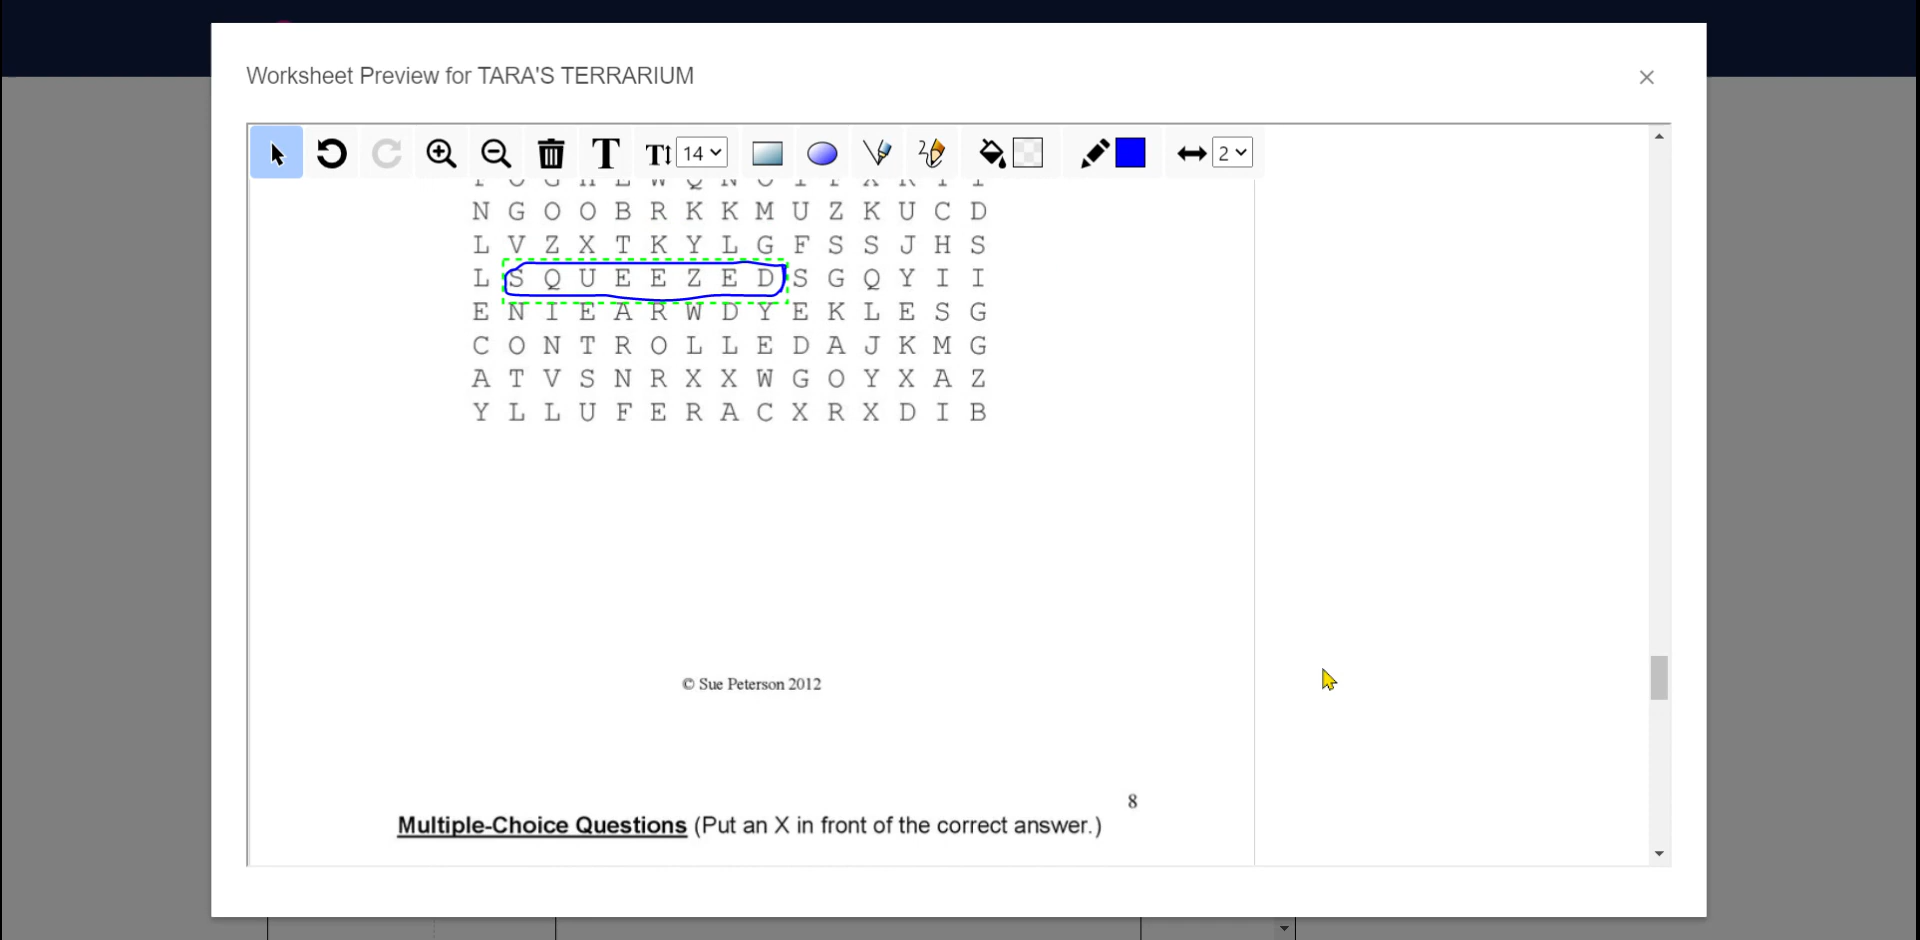 Worksheet Preview for TARA'S TERRARIUM
×
T 14 2
N G O O B R K K M U Z K U C D
L V Z X T K Y L G F S S J H S
L S Q U E E Z E D S G Q Y I I
E N I E A R W D Y E K L E S G
C O N T R O L L E D A J K M G
A T V S N R X X W G O Y X A Z
Y L L U F E R A C X R X D I B
© Sue Peterson 2012
8
Multiple-Choice Questions (Put an X in front of the correct answer.)